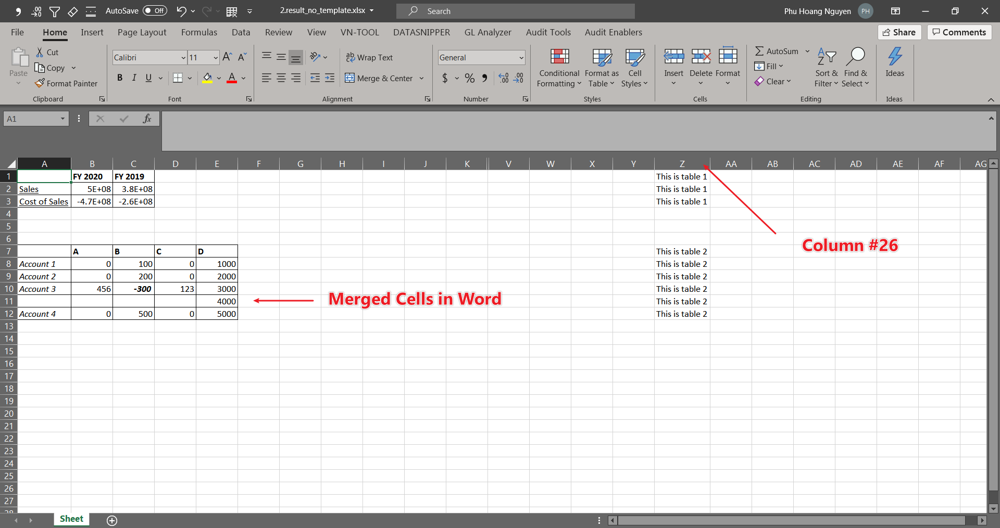 AutoSave Off 2.result_no_template.xlsx Search Phu Hoang Nguyen PH
File Home Insert Page Layout Formulas Data Review View VN-TOOL DATASNIPPER GL Analyzer Audit Tools Audit Enablers Share Comments
Paste
Cut
Copy
Format Painter
Clipboard
Calibri 11
B I U
Font
Wrap Text
Merge & Center
Alignment
General
$ %
Number
Conditional Formatting
Format as Table
Cell Styles
Styles
Insert Delete Format
Cells
AutoSum
Fill
Clear
Sort & Filter
Find & Select
Editing
Ideas
Ideas
A1 fx
A B C D E F G H I J K V W X Y Z AA AB AC AD AE AF AG
1 FY 2020 FY 2019 This is table 1
2 Sales 5E+08 3.8E+08 This is table 1
3 Cost of Sales -4.7E+08 -2.6E+08 This is table 1
4
5
6
Column #26
7 A B C D This is table 2
8 Account 1 0 100 0 1000 This is table 2
9 Account 2 0 200 0 2000 This is table 2
10 Account 3 456 -300 123 3000 This is table 2
11 4000 Merged Cells in Word This is table 2
12 Account 4 0 500 0 5000 This is table 2
13
14
15
16
17
18
19
20
21
22
23
24
25
26
27
28
Sheet